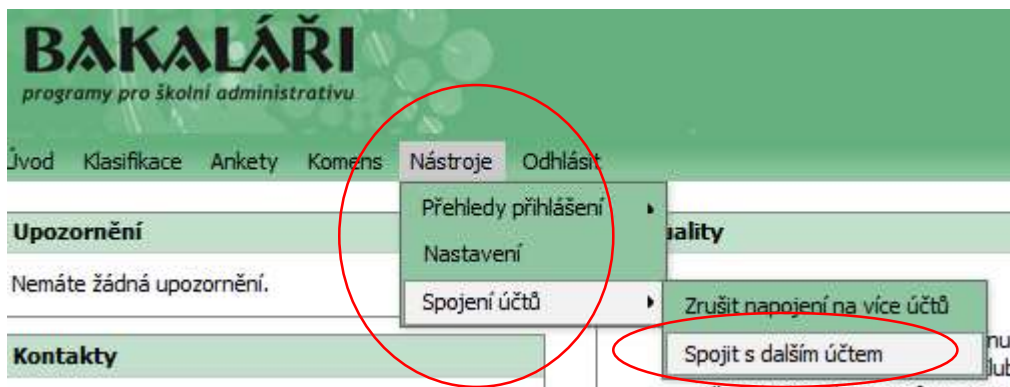 BAKALÁŘI
programy pro školní administrativu
Úvod Klasifikace Ankety Komens Nástroje Odhlásit
Přehledy přihlášení
Upozornění
uality
Nastavení
Nemáte žádná upozornění.
Spojení účtů
Zrušit napojení na více účtů
Kontakty
Spojit s dalším účtem